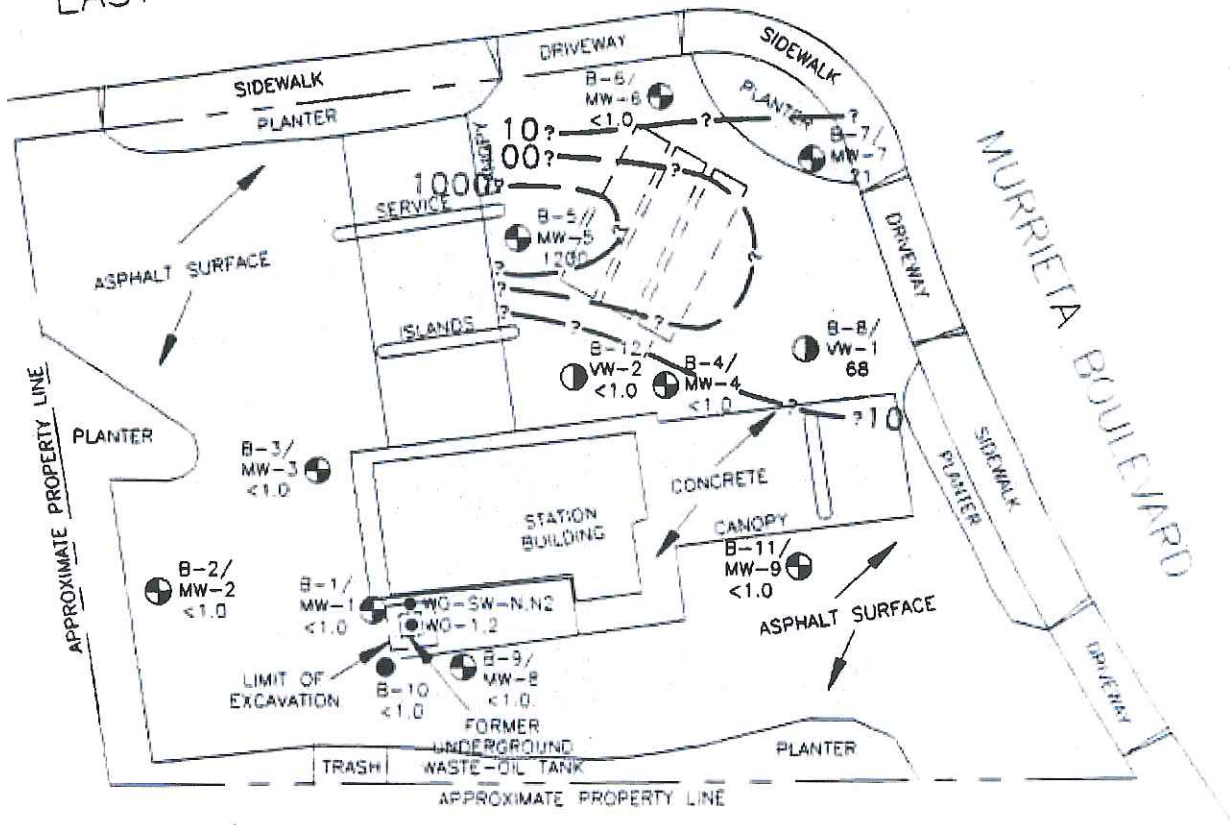 EAST
SIDEWALK
PLANTER
DRIVEWAY
SIDEWALK
PLANTER
B-6/
MW-6
<1.0
10?
?
?
100?
?
1000?
B-7/
MW-7
?1
MURRIETA BOULEVARD
SERVICE
B-5/
MW-5
1200
?
?
?
DRIVEWAY
ASPHALT SURFACE
?
?
?
?
?
ISLANDS
B-12/
VW-2
<1.0
B-4/
MW-4
<1.0
B-8/
VW-1
68
?
?10
APPROXIMATE PROPERTY LINE
PLANTER
B-3/
MW-3
<1.0
CONCRETE
SIDEWALK
PLANTER
STATION
BUILDING
CANOPY
B-2/
MW-2
<1.0
B-1/
MW-1
<1.0
WO-SW-N,N2
WO-1,2
B-11/
MW-9
<1.0
ASPHALT SURFACE
LIMIT OF
EXCAVATION
B-10
<1.0
B-9/
MW-8
<1.0
DRIVEWAY
FORMER
UNDERGROUND
WASTE-OIL TANK
TRASH
PLANTER
APPROXIMATE PROPERTY LINE